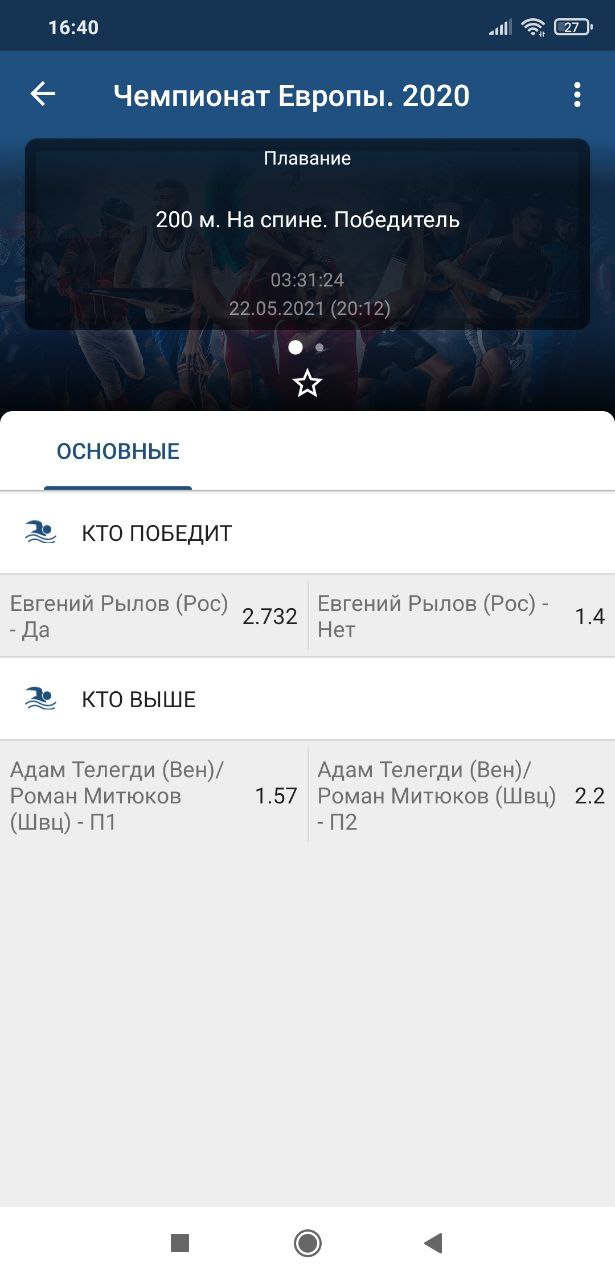 16:40
27
Чемпионат Европы. 2020
Плавание
200 м. На спине. Победитель
03:31:24
22.05.2021 (20:12)
ОСНОВНЫЕ
КТО ПОБЕДИТ
Евгений Рылов (Рос)
- Да
2.732
Евгений Рылов (Рос) -
Нет
1.4
КТО ВЫШЕ
Адам Телегди (Вен)/
Роман Митюков
(Швц) - П1
1.57
Адам Телегди (Вен)/
Роман Митюков (Швц)
- П2
2.2